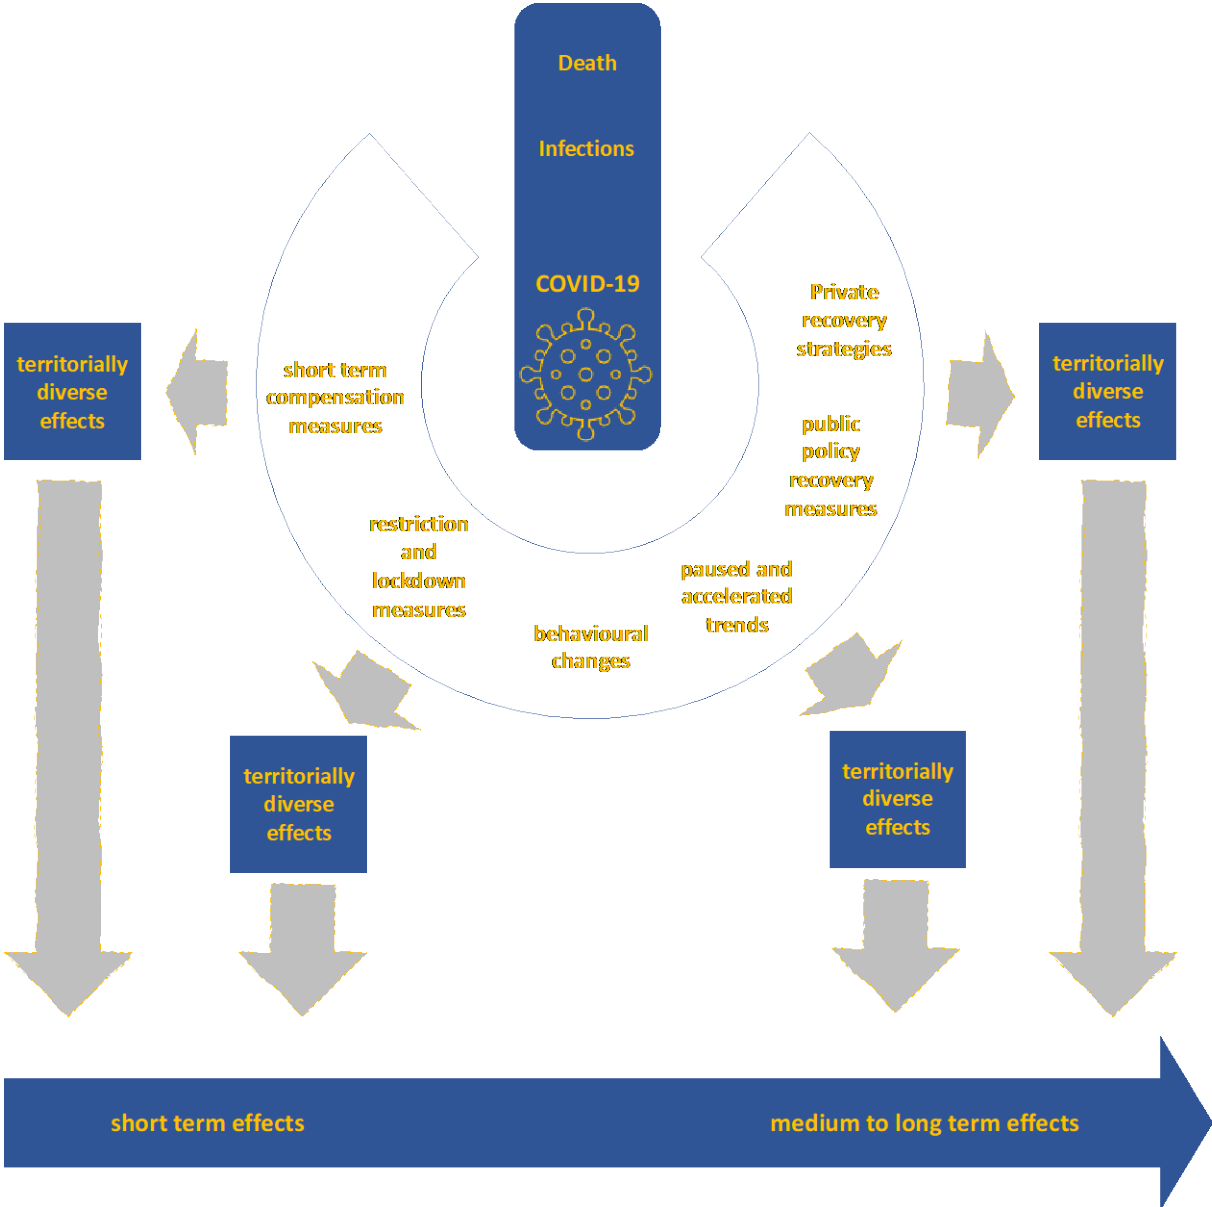 Death
Infections
COVID-19
short term
compensation
measures
restriction
and
lockdown
measures
behavioural
changes
paused and
accelerated
trends
public
policy
recovery
measures
Private
recovery
strategies
territorially
diverse
effects
territorially
diverse
effects
territorially
diverse
effects
territorially
diverse
effects
short term effects
medium to long term effects